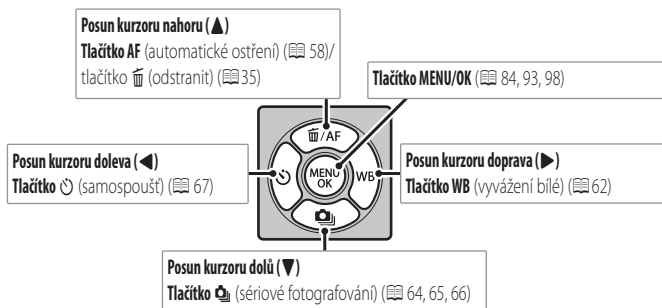 Posun kurzoru nahoru (▲)
Tlačítko AF (automatické ostření) (📖 58)/
tlačítko 🗑 (odstranit) (📖35)
Tlačítko MENU/OK (📖 84, 93, 98)
🗑/AF
Posun kurzoru doleva (◀)
Tlačítko ⏱ (samospoušť) (📖 67)
MENU
OK
WB
Posun kurzoru doprava (▶)
Tlačítko WB (vyvážení bílé) (📖62)
Posun kurzoru dolů (▼)
Tlačítko (sériové fotografování) (📖 64, 65, 66)